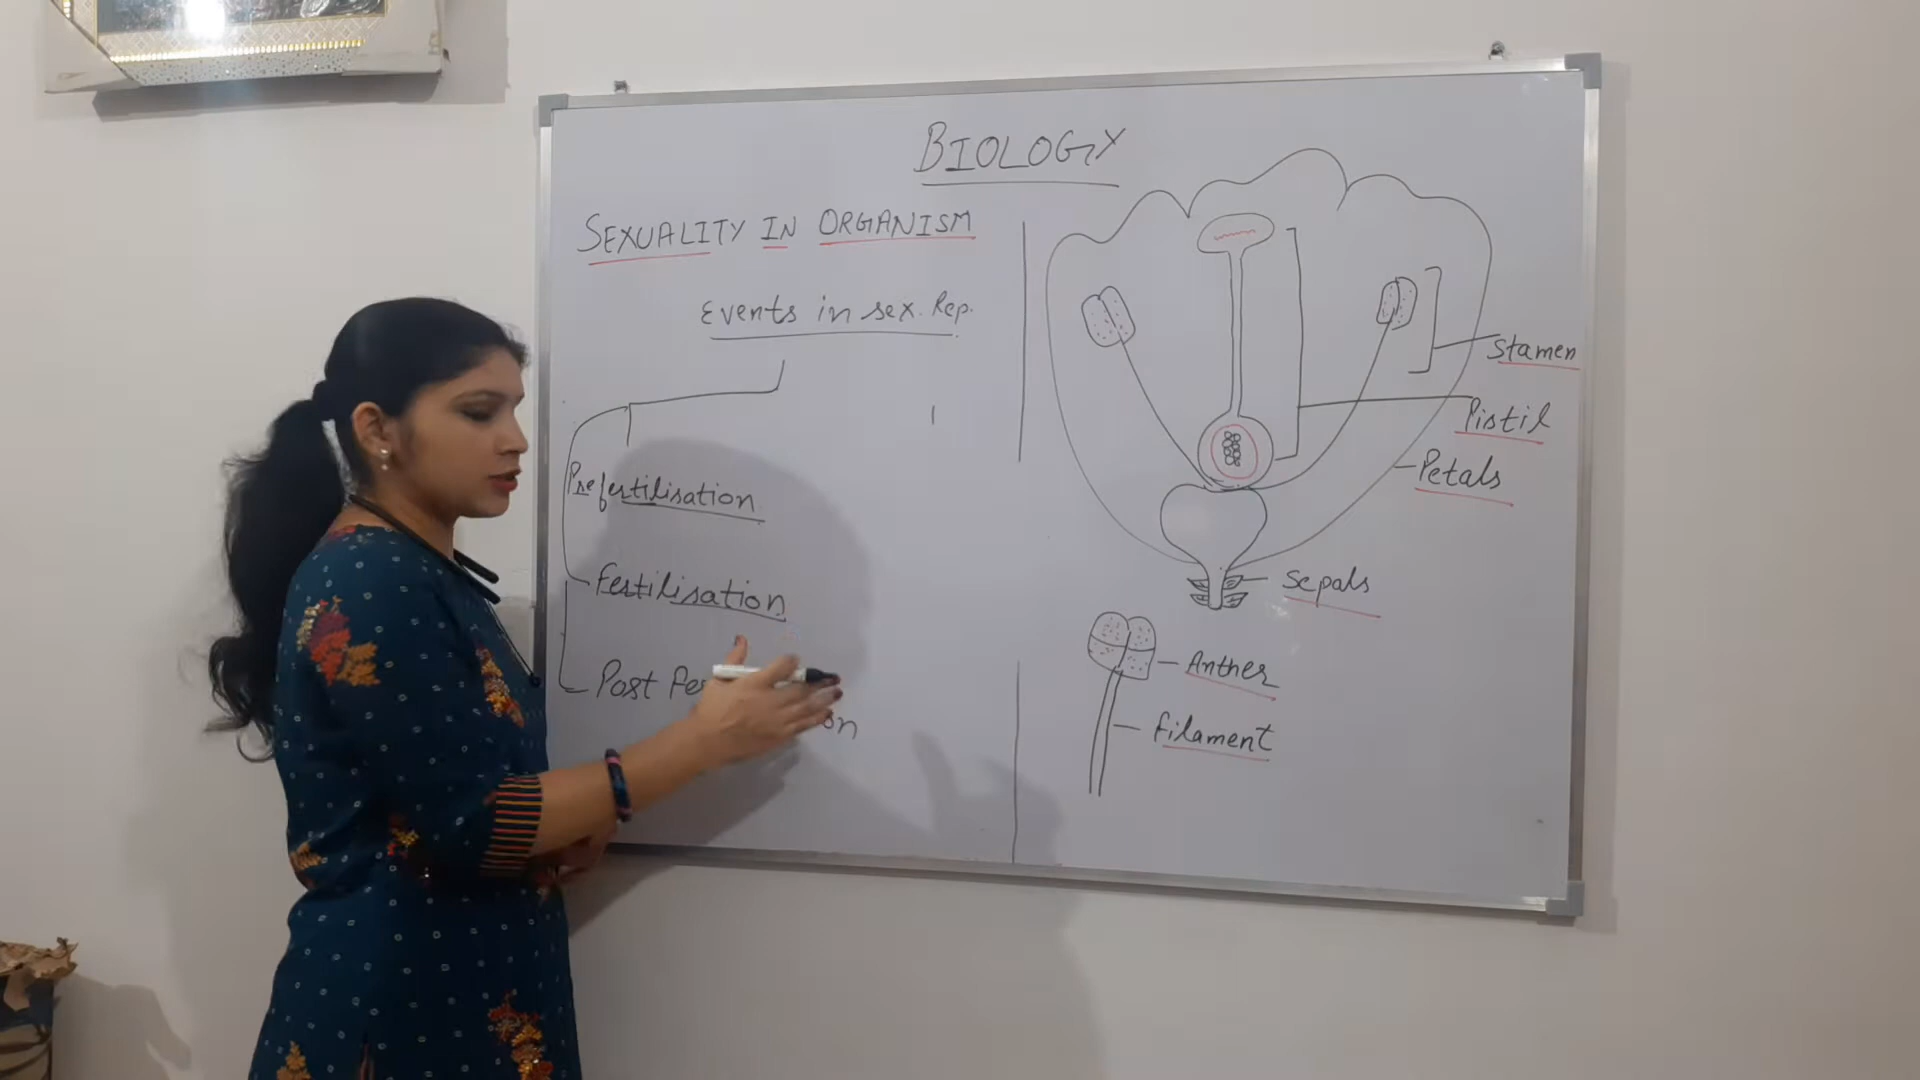 BIOLOGY
SEXUALITY IN ORGANISM
Events in sex. Rep.
Prefertilisation
Fertilisation
Post
Stamen
Pistil
Petals
Sepals
Anther
filament